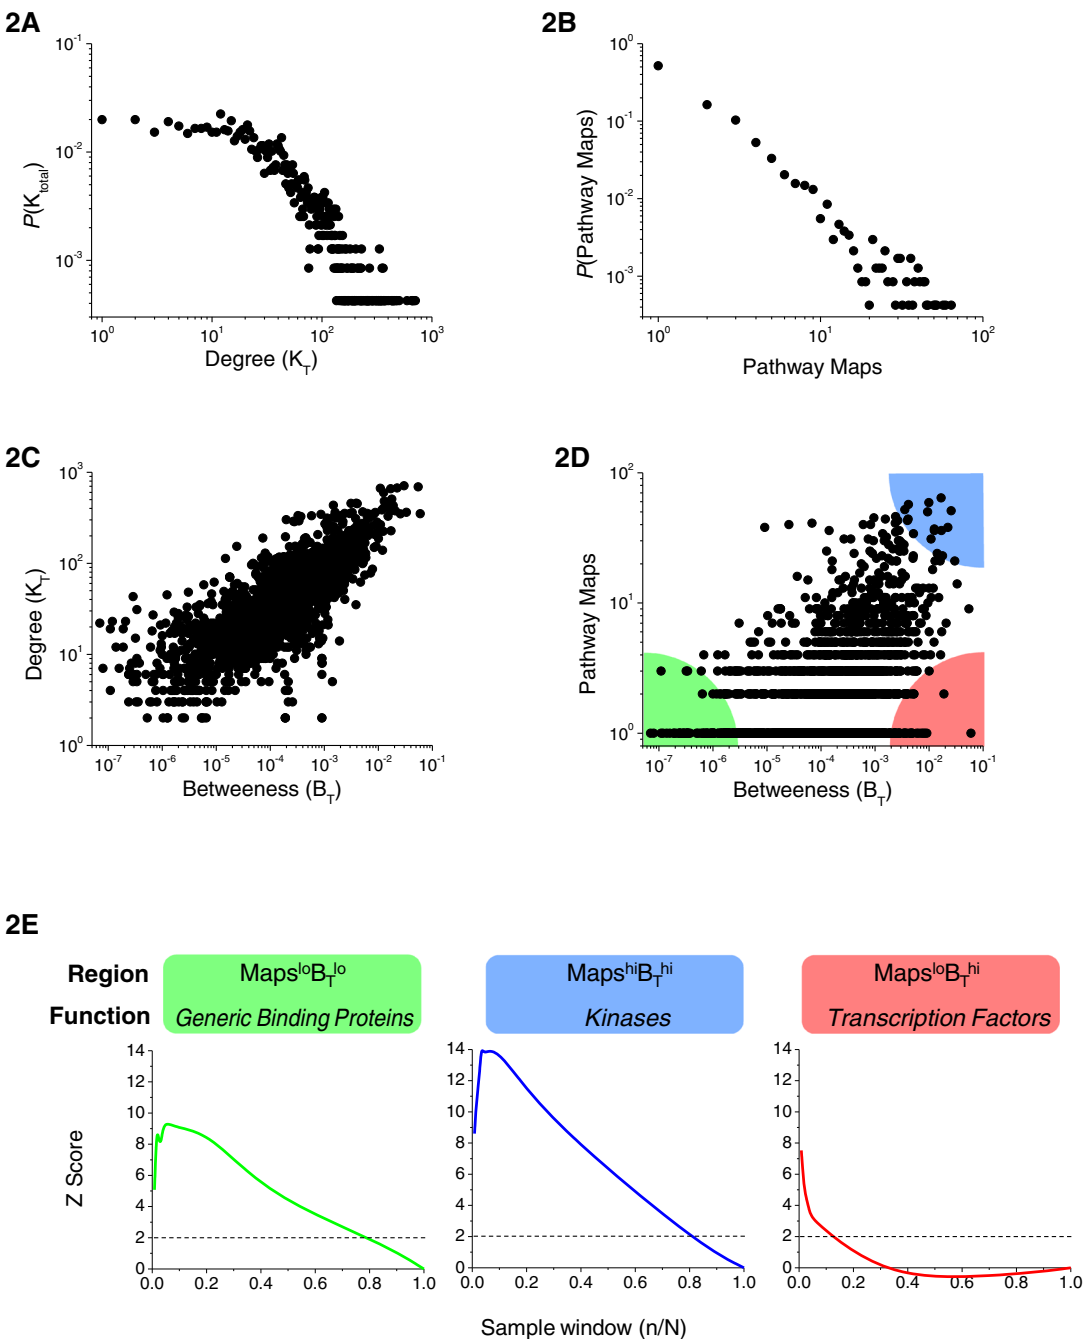 2A
10^-1
10^-2
10^-3
P(K_total)
10^0 10^1 10^2 10^3
Degree (K_T)
2B
10^0
10^-1
10^-2
10^-3
P(Pathway Maps)
10^0 10^1 10^2
Pathway Maps
2C
10^3
10^2
10^1
10^0
Degree (K_T)
10^-7 10^-6 10^-5 10^-4 10^-3 10^-2 10^-1
Betweeness (B_T)
2D
10^2
10^1
10^0
Pathway Maps
10^-7 10^-6 10^-5 10^-4 10^-3 10^-2 10^-1
Betweeness (B_T)
2E
Region
Maps^lo B_T^lo
Maps^hi B_T^hi
Maps^lo B_T^hi
Function
Generic Binding Proteins
Kinases
Transcription Factors
Z Score
14
12
10
8
6
4
2
0
0.0 0.2 0.4 0.6 0.8 1.0
14
12
10
8
6
4
2
0
0.0 0.2 0.4 0.6 0.8 1.0
14
12
10
8
6
4
2
0
0.0 0.2 0.4 0.6 0.8 1.0
Sample window (n/N)